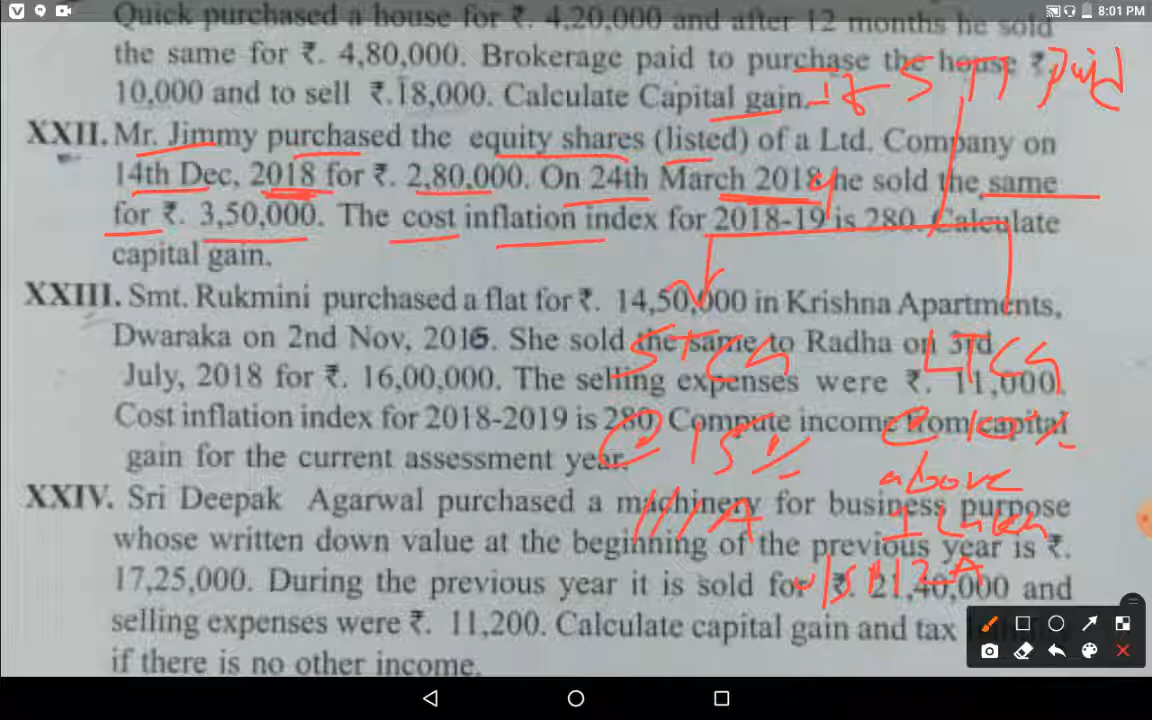 8:01 PM
Quick purchased a house for ₹. 4,20,000 and after 12 months he sold
the same for ₹. 4,80,000. Brokerage paid to purchase the house ₹.
10,000 and to sell ₹.18,000. Calculate Capital gain.
If STT Paid
XXII. Mr. Jimmy purchased the equity shares (listed) of a Ltd. Company on
14th Dec, 2018 for ₹. 2,80,000. On 24th March 2019 he sold the same
for ₹. 3,50,000. The cost inflation index for 2018-19 is 280. Calculate
capital gain.
XXIII. Smt. Rukmini purchased a flat for ₹. 14,50,000 in Krishna Apartments,
Dwaraka on 2nd Nov, 2015. She sold the same to Radha on 3rd
STCG LTCG
July, 2018 for ₹. 16,00,000. The selling expenses were ₹. 11,000.
Cost inflation index for 2018-2019 is 280. Compute income from capital
@ 15% @ 10%
gain for the current assessment year.
above
XXIV. Sri Deepak Agarwal purchased a machinery for business purpose
111A 1 Lakh
whose written down value at the beginning of the previous year is ₹.
17,25,000. During the previous year it is sold for ₹. 21,40,000 and
u/s 112A
selling expenses were ₹. 11,200. Calculate capital gain and tax
if there is no other income.